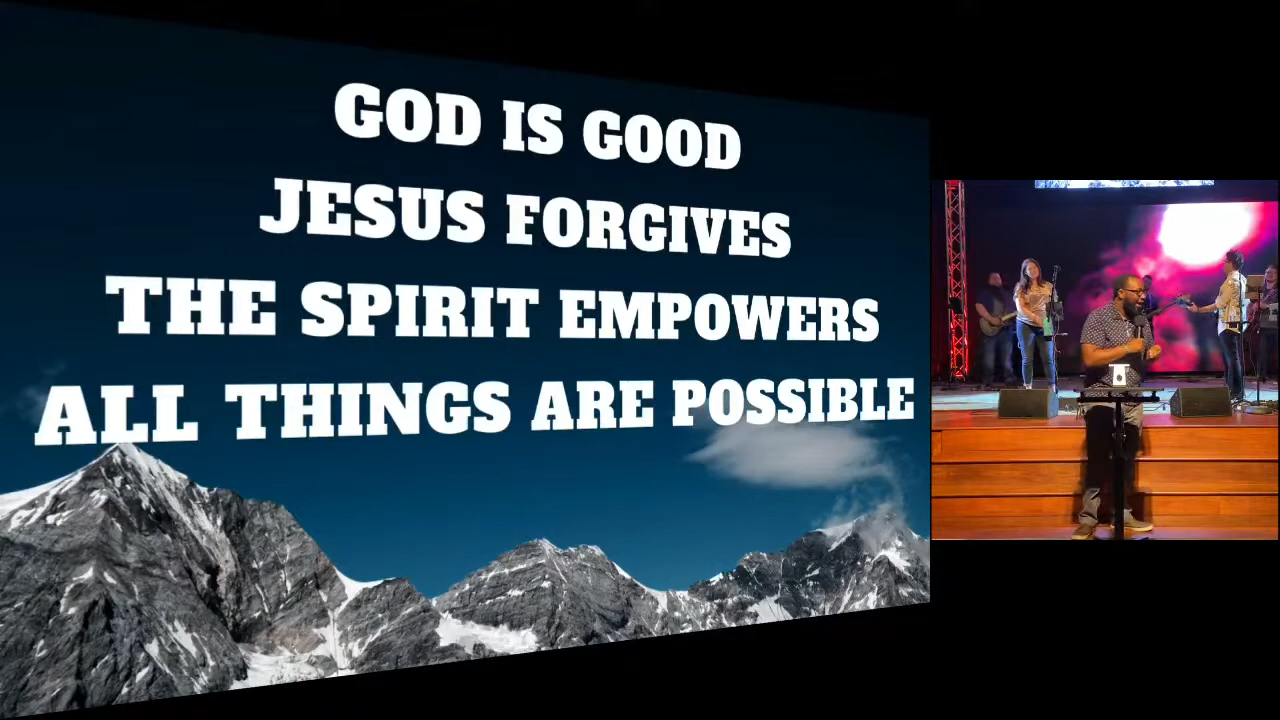 GOD IS GOOD
JESUS FORGIVES
THE SPIRIT EMPOWERS
ALL THINGS ARE POSSIBLE